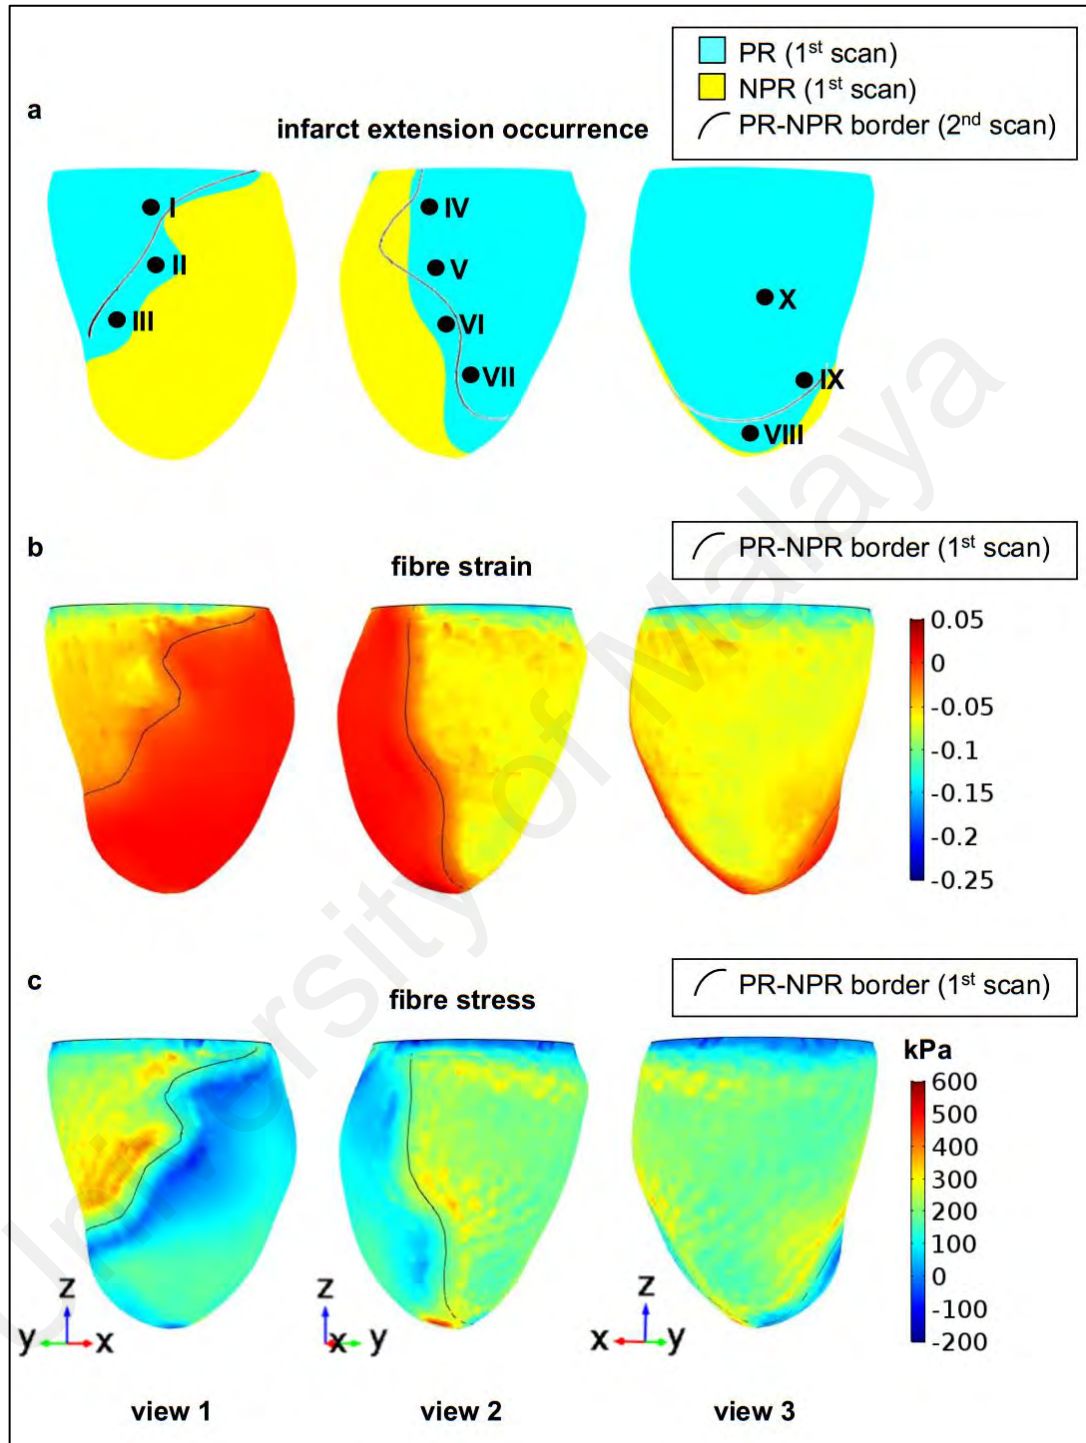 PR (1st scan)
NPR (1st scan)
PR-NPR border (2nd scan)
a
infarct extension occurrence
I
II
III
IV
V
VI
VII
X
IX
VIII
b
fibre strain
PR-NPR border (1st scan)
0.05
0
-0.05
-0.1
-0.15
-0.2
-0.25
c
fibre stress
PR-NPR border (1st scan)
kPa
600
500
400
300
200
100
0
-100
-200
z
y x
z
x y
z
x y
view 1
view 2
view 3
University of Malaya